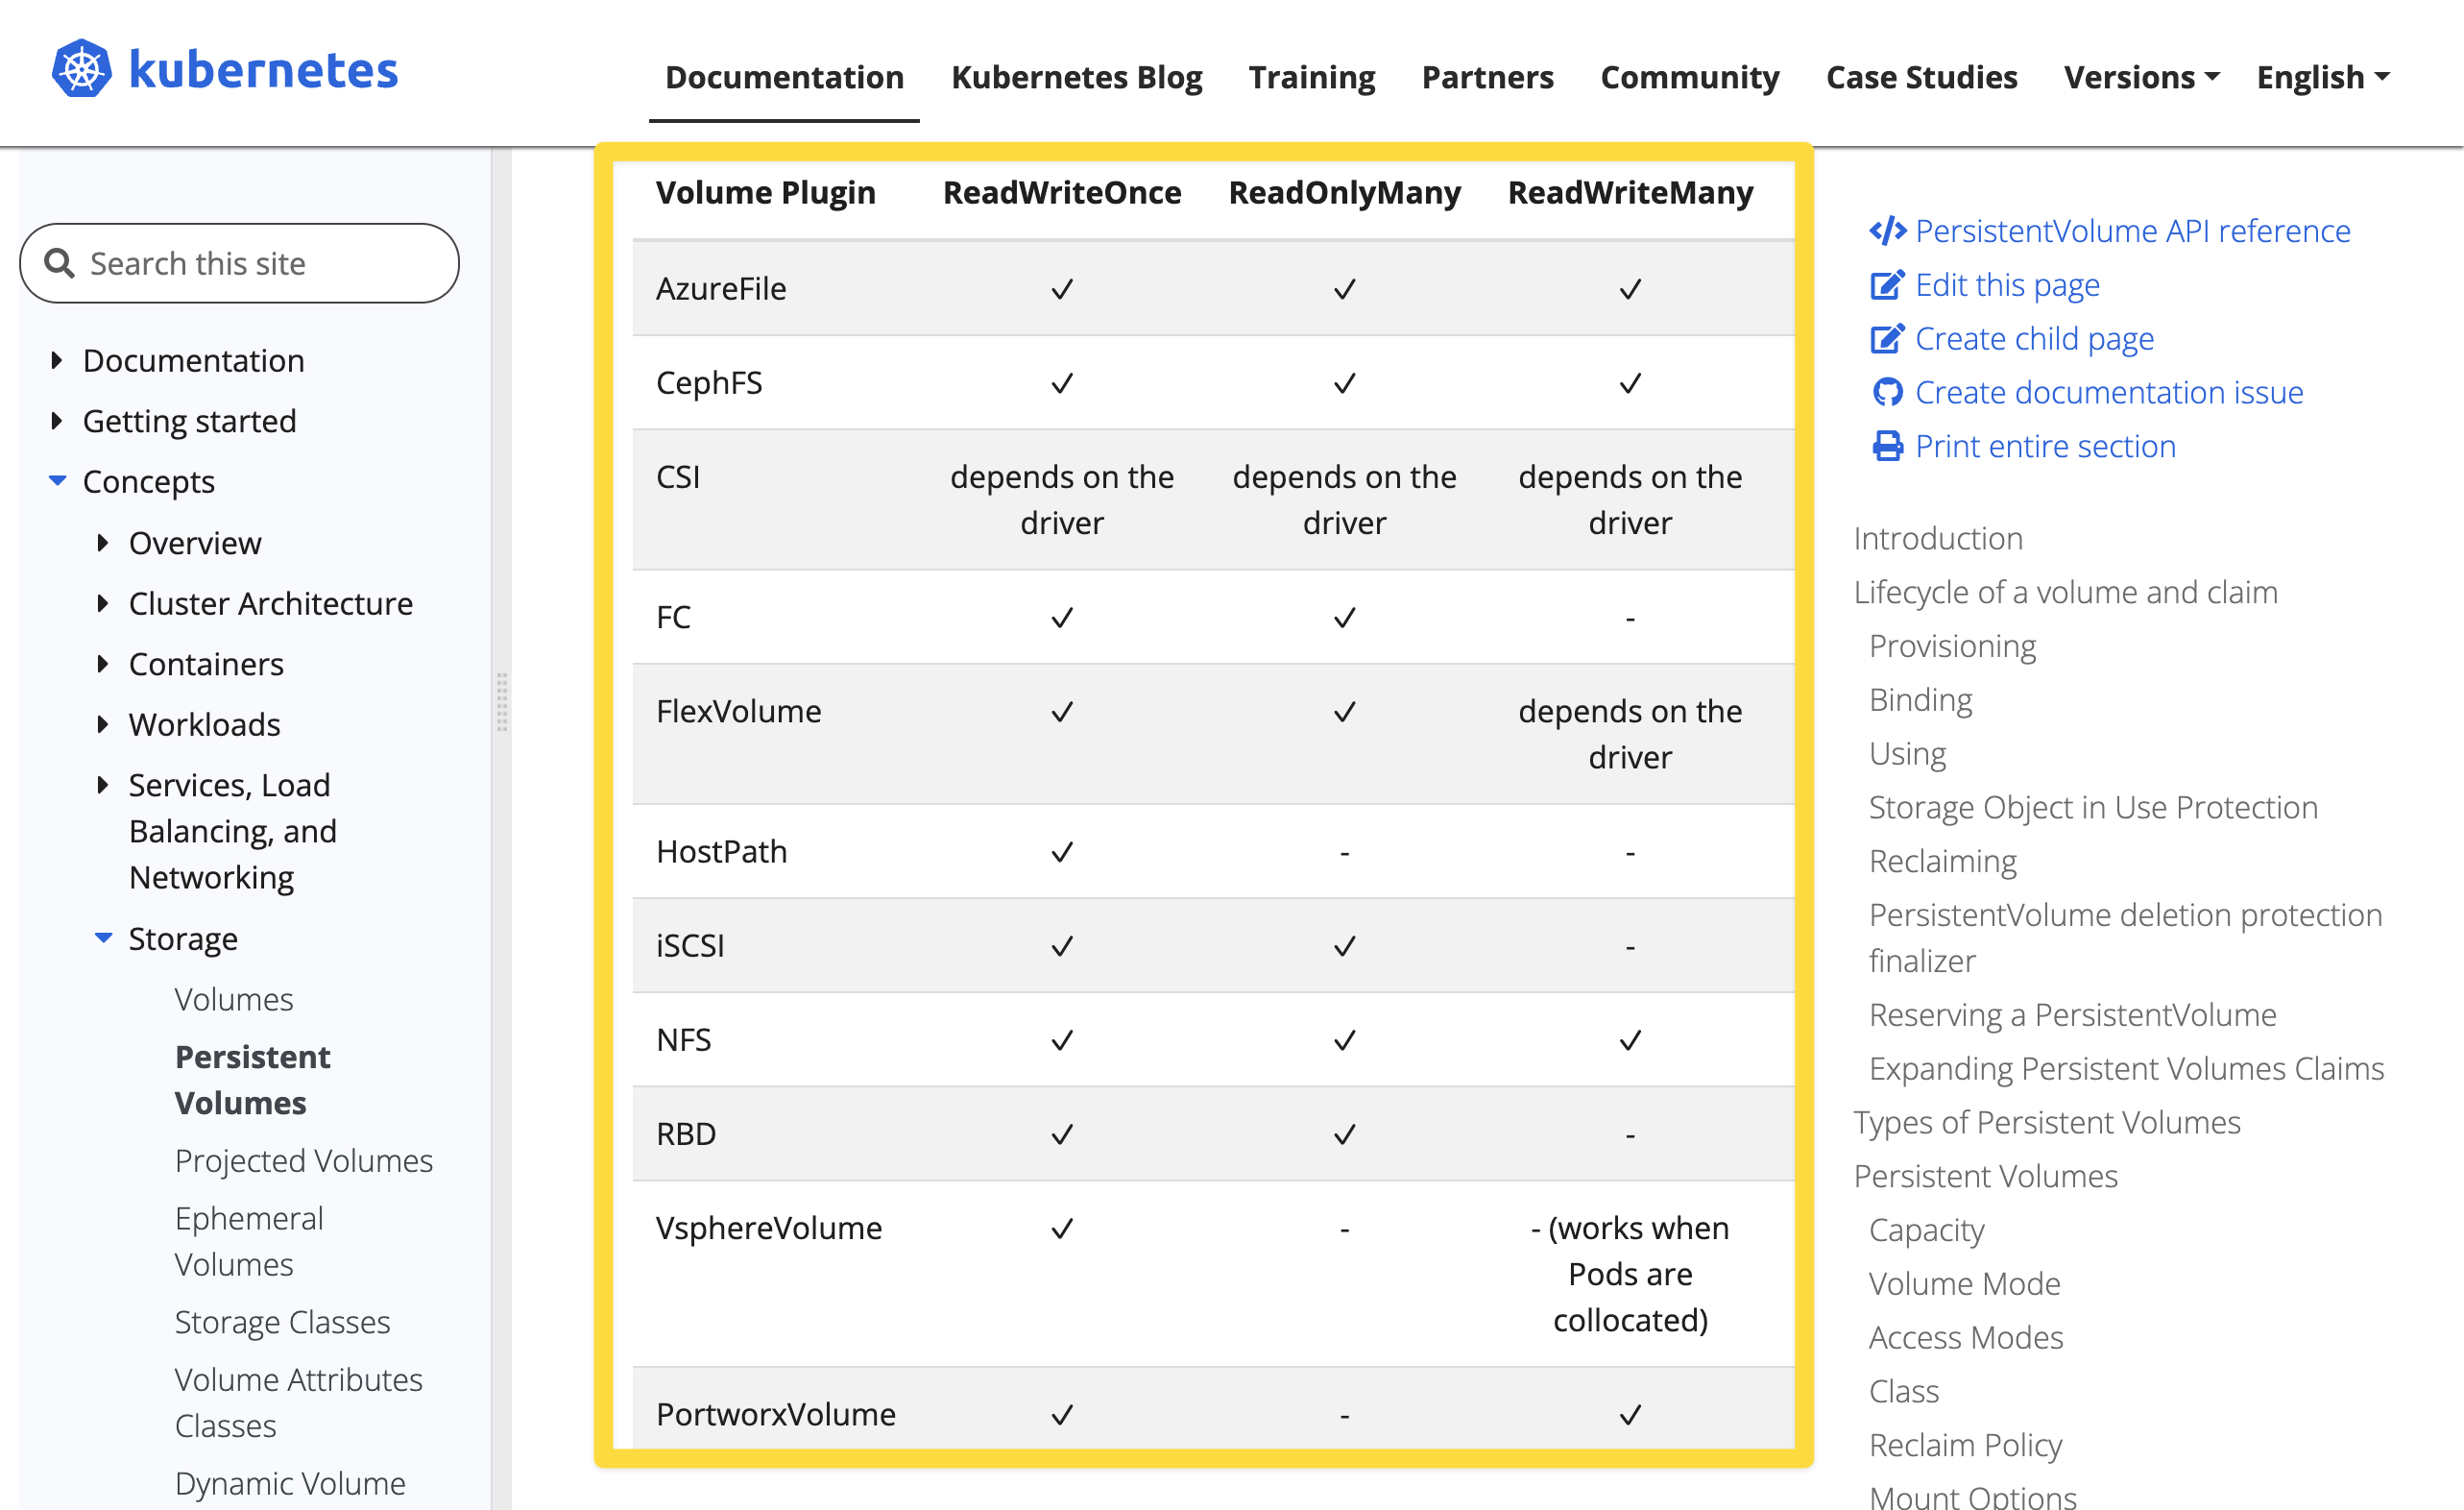 kubernetes
Documentation Kubernetes Blog Training Partners Community Case Studies Versions English
Search this site
Documentation
Getting started
Concepts
Overview
Cluster Architecture
Containers
Workloads
Services, Load
Balancing, and
Networking
Storage
Volumes
Persistent
Volumes
Projected Volumes
Ephemeral
Volumes
Storage Classes
Volume Attributes
Classes
Dynamic Volume
Volume Plugin ReadWriteOnce ReadOnlyMany ReadWriteMany
AzureFile ✓ ✓ ✓
CephFS ✓ ✓ ✓
CSI depends on the depends on the depends on the
driver driver driver
FC ✓ ✓ -
FlexVolume ✓ ✓ depends on the
driver
HostPath ✓ - -
iSCSI ✓ ✓ -
NFS ✓ ✓ ✓
RBD ✓ ✓ -
VsphereVolume ✓ - - (works when
Pods are
collocated)
PortworxVolume ✓ - ✓
PersistentVolume API reference
Edit this page
Create child page
Create documentation issue
Print entire section
Introduction
Lifecycle of a volume and claim
Provisioning
Binding
Using
Storage Object in Use Protection
Reclaiming
PersistentVolume deletion protection
finalizer
Reserving a PersistentVolume
Expanding Persistent Volumes Claims
Types of Persistent Volumes
Persistent Volumes
Capacity
Volume Mode
Access Modes
Class
Reclaim Policy
Mount Options